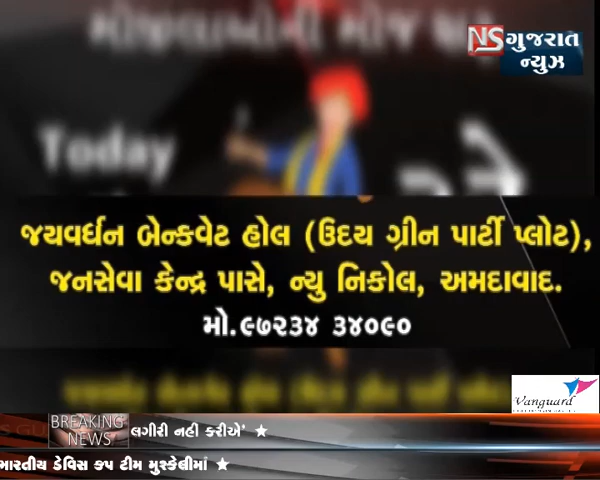 NS ગુજરાત
ન્યુઝ
Today
જયવર્ધન બેન્કવેટ હોલ (ઉદય ગ્રીન પાર્ટી પ્લોટ),
જનસેવા કેન્દ્ર પાસે, ન્યુ નિકોલ, અમદાવાદ.
મો.૯૭૨૩૪ ૩૪૦૯૦
Vanguard
BREAKING
NEWS
લગીરી નહી કરીએ' ★
ભારતીય ડેવિસ કપ ટીમ મુશ્કેલીમાં ★